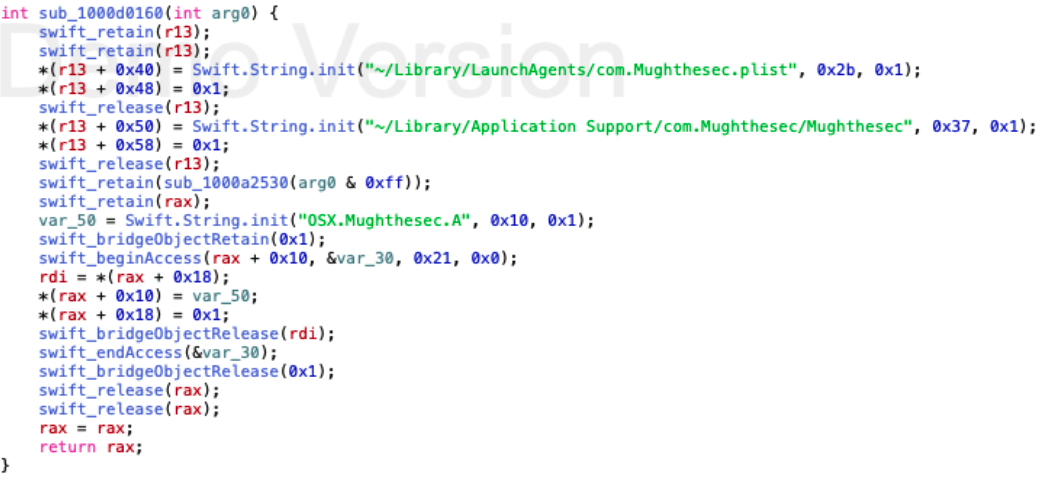 Demo Version
int sub_1000d0160(int arg0) {
    swift_retain(r13);
    swift_retain(r13);
    *(r13 + 0x40) = Swift.String.init("~/Library/LaunchAgents/com.Mughthesec.plist", 0x2b, 0x1);
    *(r13 + 0x48) = 0x1;
    swift_release(r13);
    *(r13 + 0x50) = Swift.String.init("~/Library/Application Support/com.Mughthesec/Mughthesec", 0x37, 0x1);
    *(r13 + 0x58) = 0x1;
    swift_release(r13);
    swift_retain(sub_1000a2530(arg0 & 0xff));
    swift_retain(rax);
    var_50 = Swift.String.init("OSX.Mughthesec.A", 0x10, 0x1);
    swift_bridgeObjectRetain(0x1);
    swift_beginAccess(rax + 0x10, &var_30, 0x21, 0x0);
    rdi = *(rax + 0x18);
    *(rax + 0x10) = var_50;
    *(rax + 0x18) = 0x1;
    swift_bridgeObjectRelease(rdi);
    swift_endAccess(&var_30);
    swift_bridgeObjectRelease(0x1);
    swift_release(rax);
    swift_release(rax);
    rax = rax;
    return rax;
}